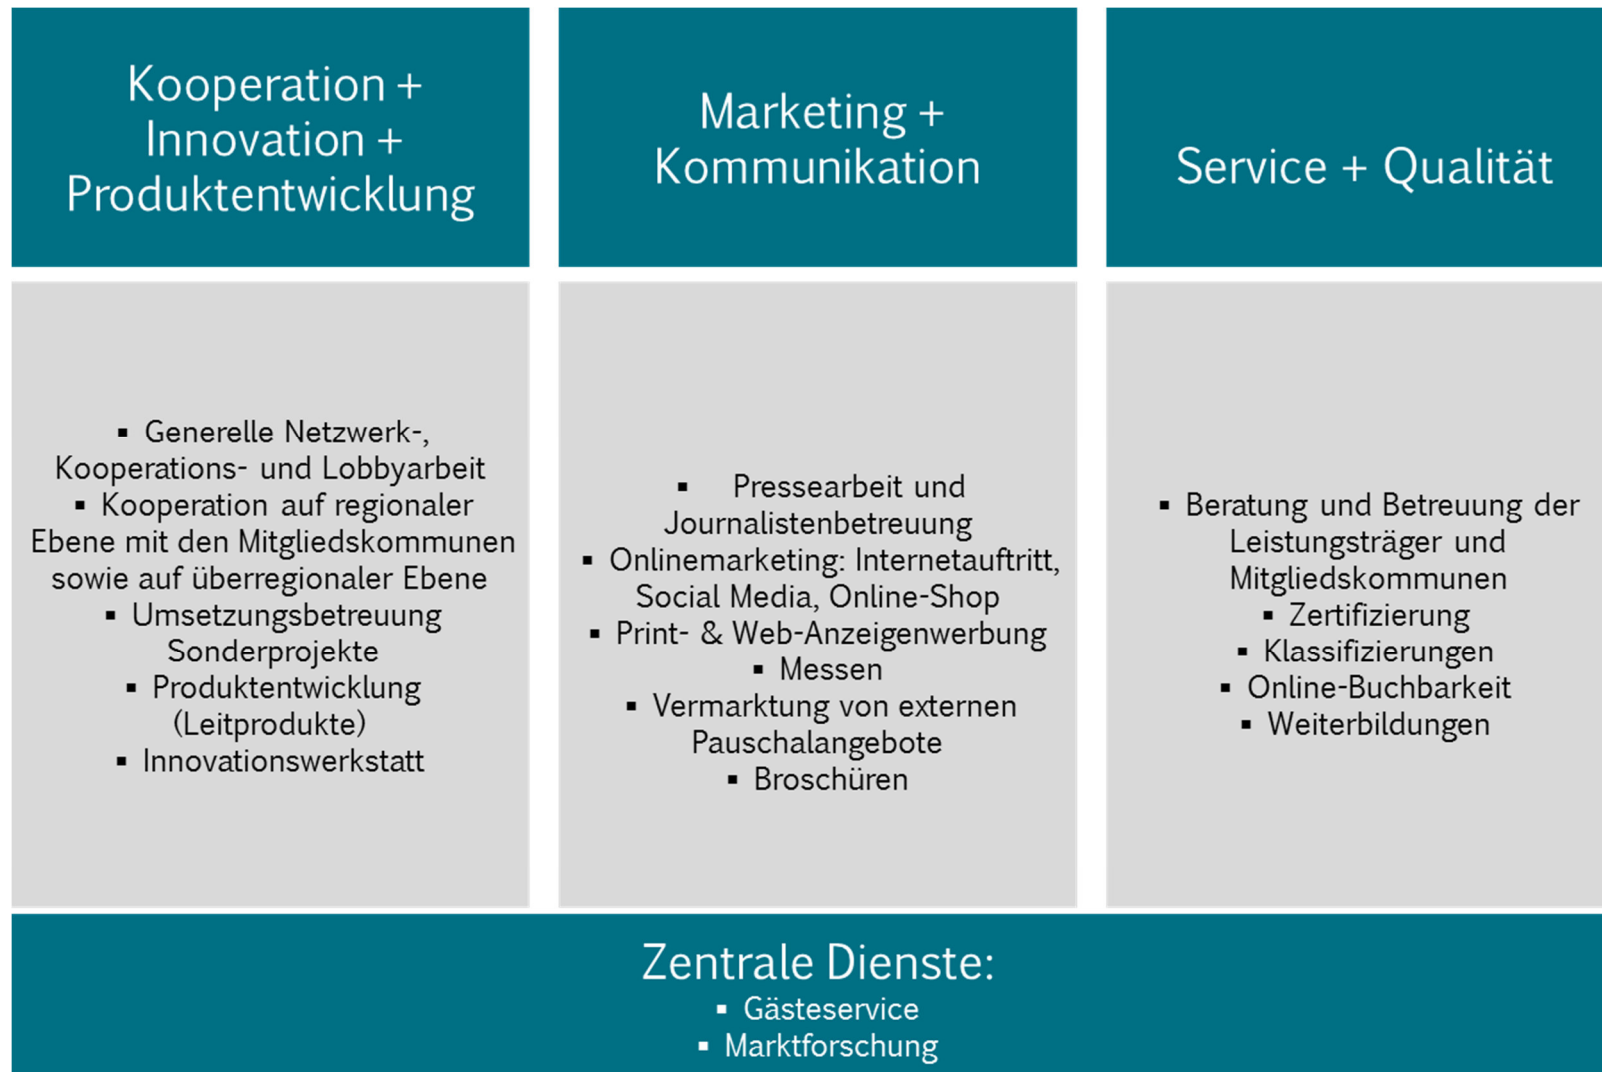 Kooperation +
Innovation +
Produktentwicklung
Marketing +
Kommunikation
Service + Qualität
▪ Generelle Netzwerk-,
Kooperations- und Lobbyarbeit
▪ Kooperation auf regionaler
Ebene mit den Mitgliedskommunen
sowie auf überregionaler Ebene
▪ Umsetzungsbetreuung
Sonderprojekte
▪ Produktentwicklung
(Leitprodukte)
▪ Innovationswerkstatt
▪ Pressearbeit und
Journalistenbetreuung
▪ Onlinemarketing: Internetauftritt,
Social Media, Online-Shop
▪ Print- & Web-Anzeigenwerbung
▪ Messen
▪ Vermarktung von externen
Pauschalangebote
▪ Broschüren
▪ Beratung und Betreuung der
Leistungsträger und
Mitgliedskommunen
▪ Zertifizierung
▪ Klassifizierungen
▪ Online-Buchbarkeit
▪ Weiterbildungen
Zentrale Dienste:
▪ Gästeservice
▪ Marktforschung